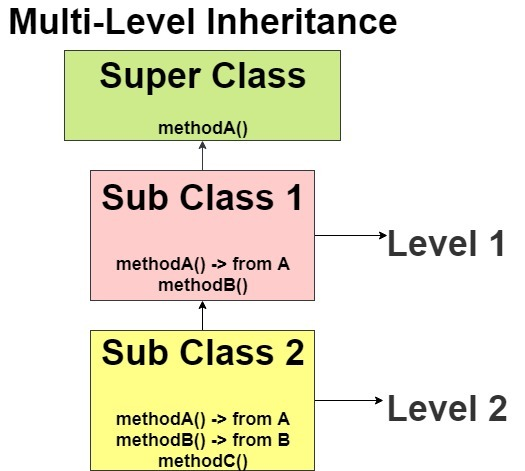 Multi-Level Inheritance
Super Class
methodA()
Sub Class 1
methodA() -> from A
methodB()
Level 1
Sub Class 2
methodA() -> from A
methodB() -> from B
methodC()
Level 2